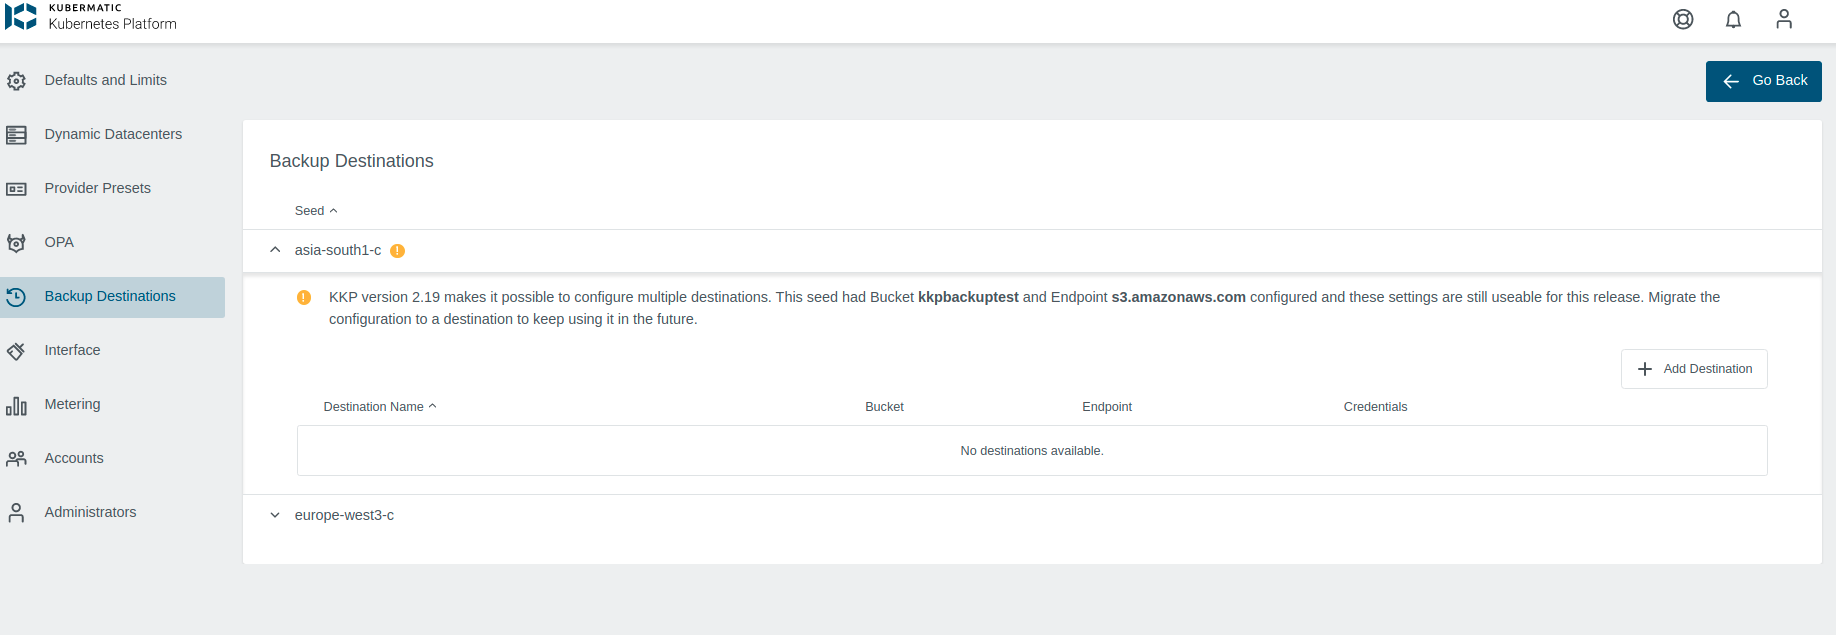 KUBERMATIC
Kubernetes Platform
Defaults and Limits
Dynamic Datacenters
Provider Presets
OPA
Backup Destinations
Interface
Metering
Accounts
Administrators
Go Back
Backup Destinations
Seed
asia-south1-c
KKP version 2.19 makes it possible to configure multiple destinations. This seed had Bucket kkpbackuptest and Endpoint s3.amazonaws.com configured and these settings are still useable for this release. Migrate the
configuration to a destination to keep using it in the future.
Add Destination
Destination Name Bucket Endpoint Credentials
No destinations available.
europe-west3-c